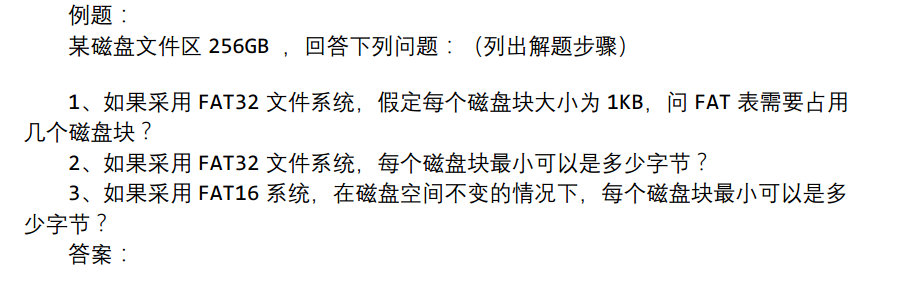 例题：
某磁盘文件区 256GB ，回答下列问题：（列出解题步骤）
1、如果采用 FAT32 文件系统，假定每个磁盘块大小为 1KB，问 FAT 表需要占用
几个磁盘块？
2、如果采用 FAT32 文件系统，每个磁盘块最小可以是多少字节？
3、如果采用 FAT16 系统，在磁盘空间不变的情况下，每个磁盘块最小可以是多
少字节？
答案：